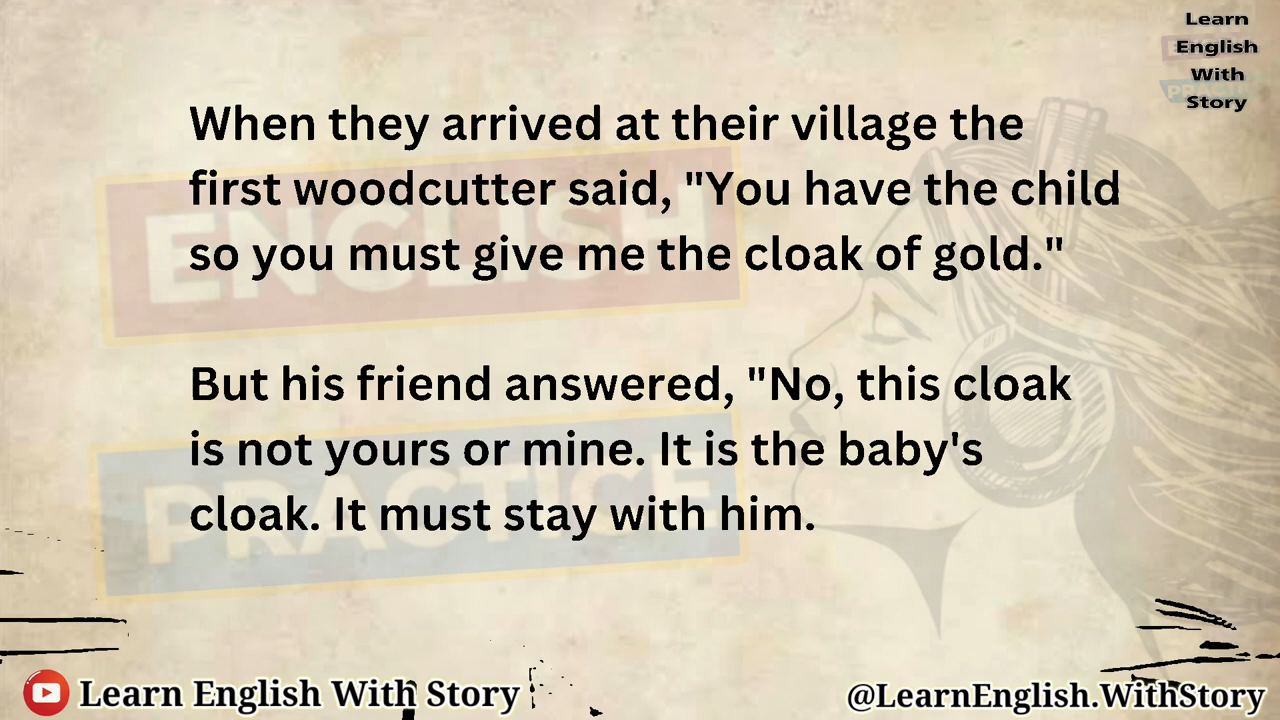 Learn
English
With
Story
When they arrived at their village the
first woodcutter said, "You have the child
so you must give me the cloak of gold."
But his friend answered, "No, this cloak
is not yours or mine. It is the baby's
cloak. It must stay with him.
ENGLISH
PRACTICE
Learn English With Story
@LearnEnglish.WithStory